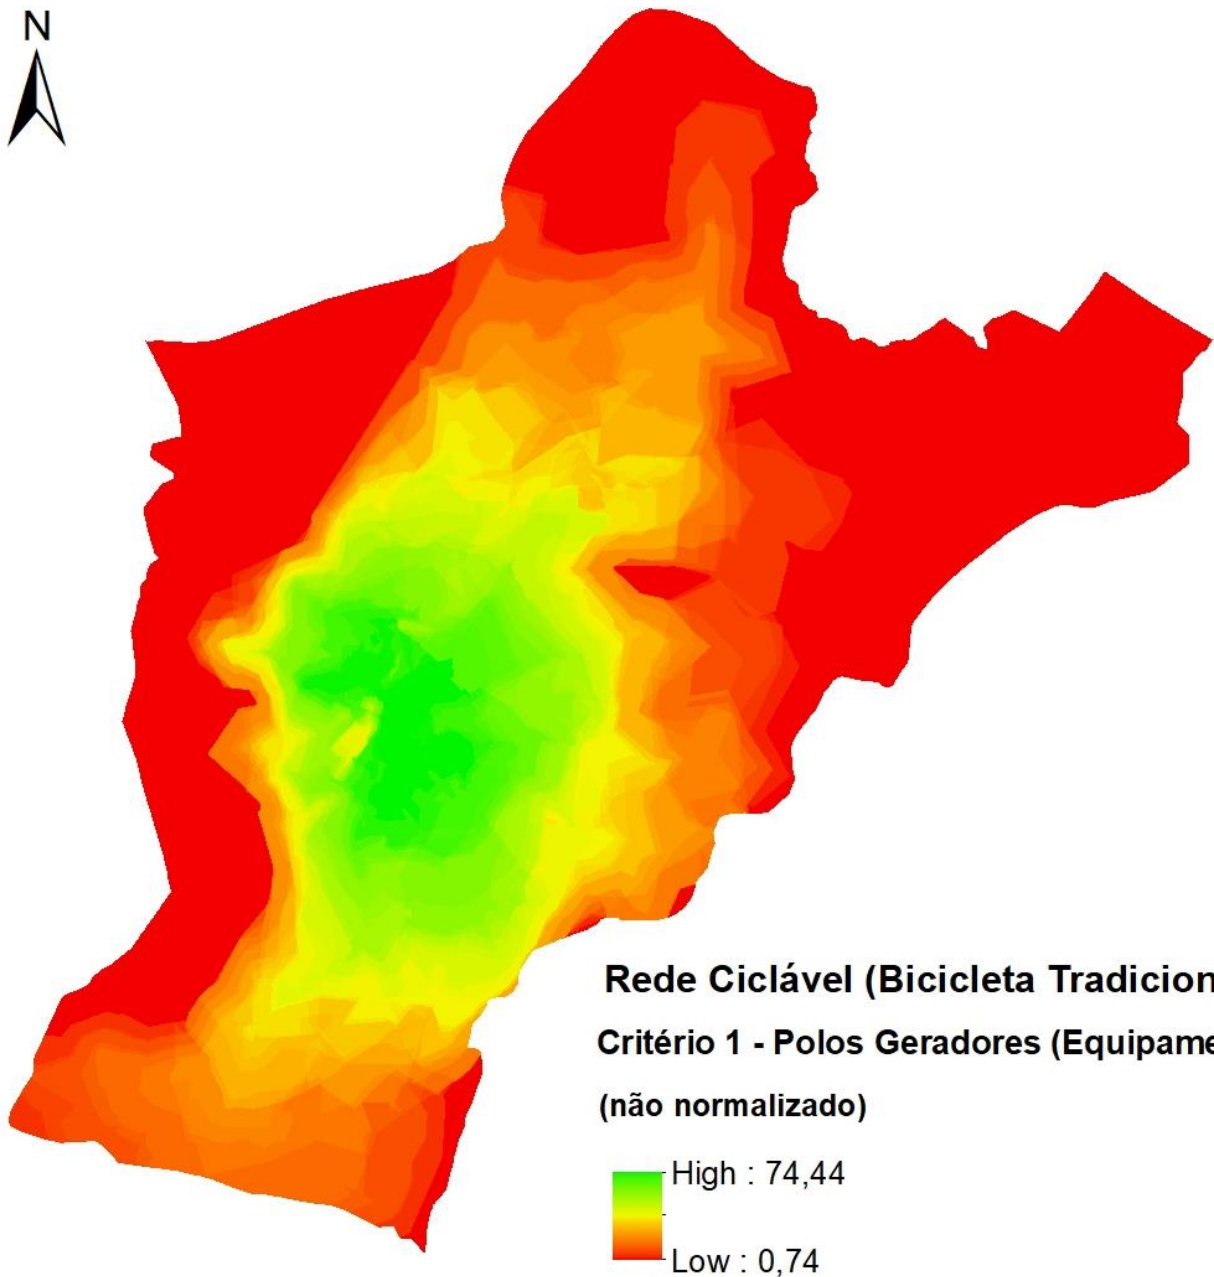 N
Rede Ciclável (Bicicleta Tradicion
Critério 1 - Polos Geradores (Equipame
(não normalizado)
High : 74,44
Low : 0,74